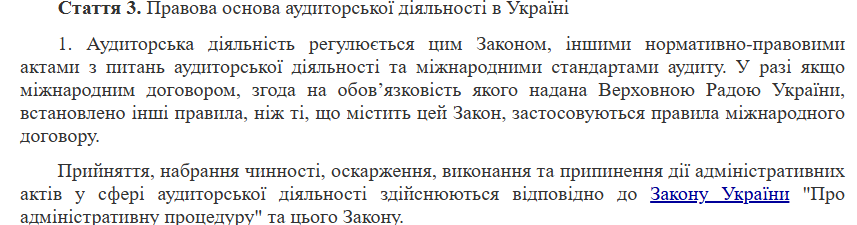 Стаття 3. Правова основа аудиторської діяльності в Україні
1. Аудиторська діяльність регулюється цим Законом, іншими нормативно-правовими
актами з питань аудиторської діяльності та міжнародними стандартами аудиту. У разі якщо
міжнародним договором, згода на обов’язковість якого надана Верховною Радою України,
встановлено інші правила, ніж ті, що містить цей Закон, застосовуються правила міжнародного
договору.
Прийняття, набрання чинності, оскарження, виконання та припинення дії адміністративних
актів у сфері аудиторської діяльності здійснюються відповідно до Закону України "Про
адміністративну процедуру" та цього Закону.